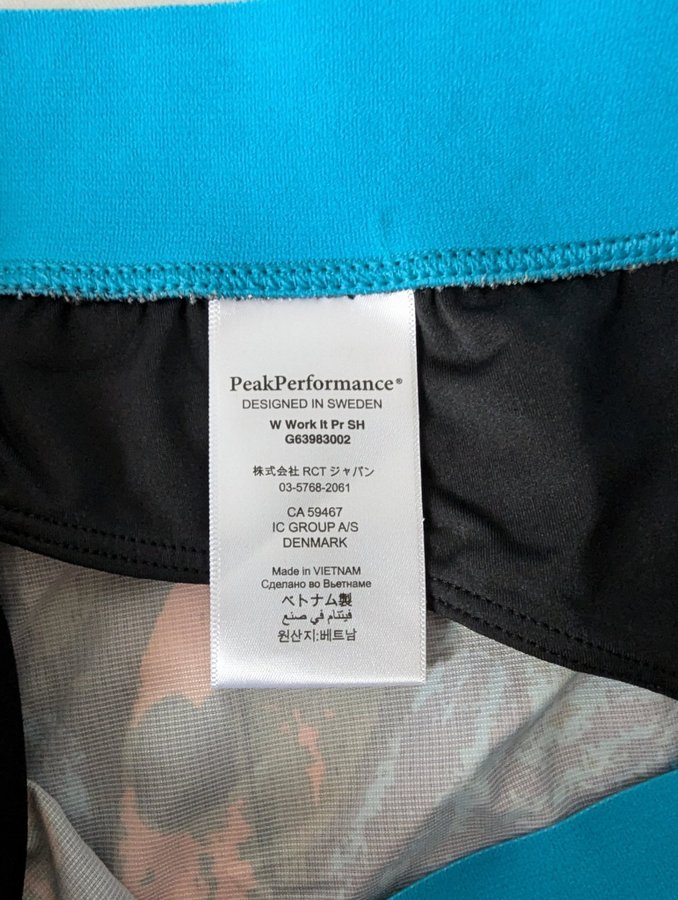 PeakPerformance®
DESIGNED IN SWEDEN
W Work It Pr SH
G63983002
株式会社 RCT ジャパン
03-5768-2061
CA 59467
IC GROUP A/S
DENMARK
Made in VIETNAM
Сделано во Вьетнаме
ベトナム製
فيتنام في صنع
원산지:베트남